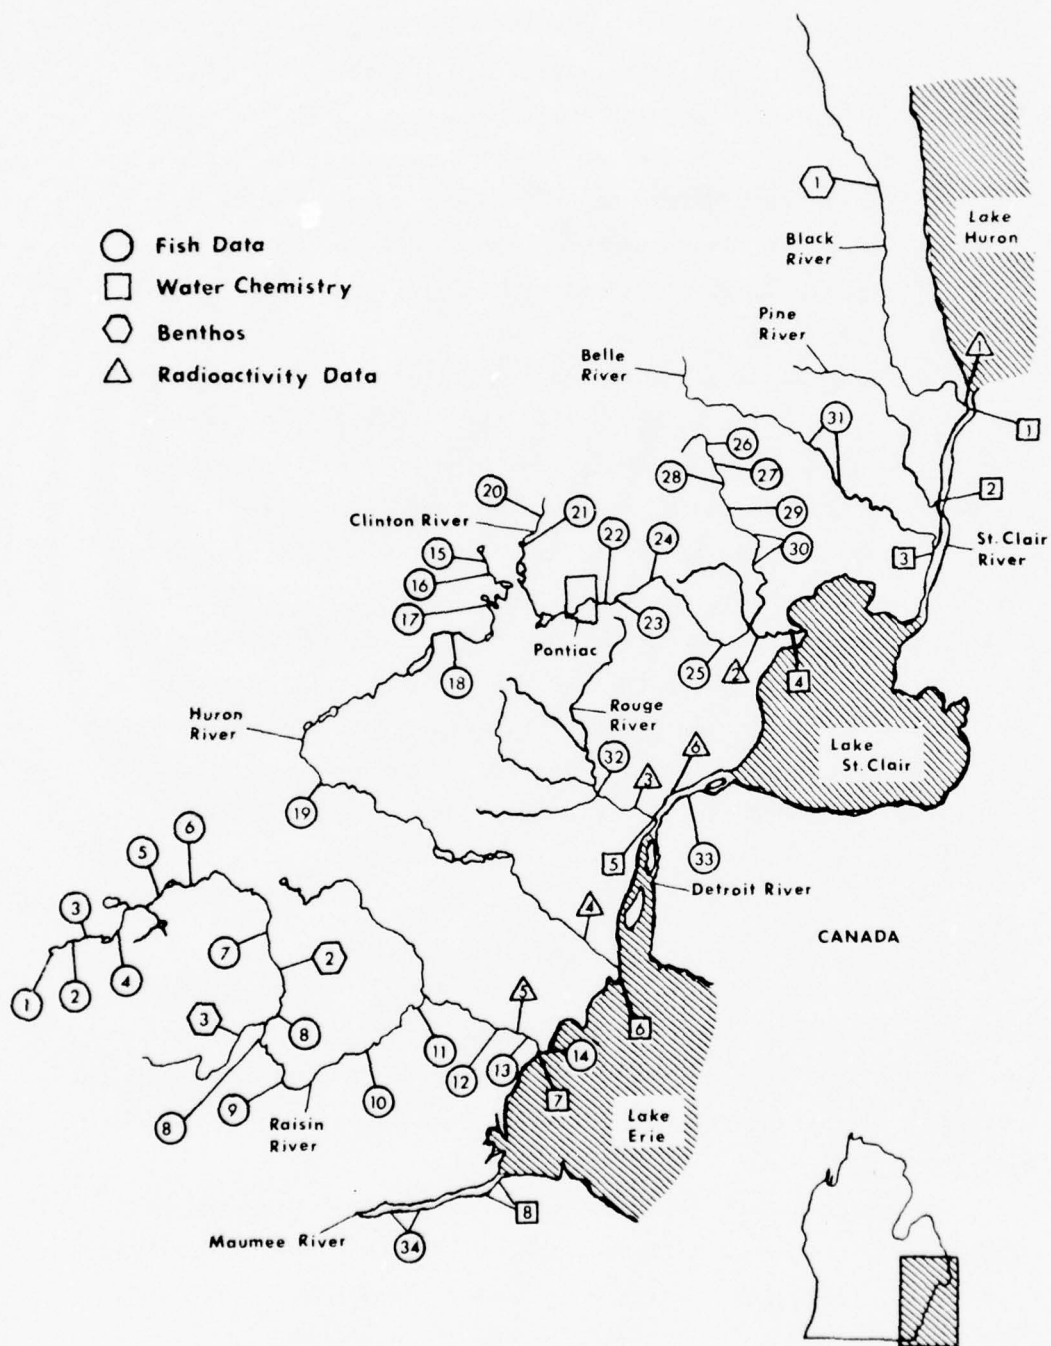 Fish Data
Water Chemistry
Benthos
Radioactivity Data
1
Black
River
Lake
Huron
Pine
River
1
Belle
River
31
1
26
28
27
20
2
Clinton River
21
29
22
24
30
St. Clair
River
15
3
16
17
23
Pontiac
25
2
4
18
Huron
River
Rouge
River
6
Lake
St. Clair
32
3
19
6
5
5
33
Detroit River
3
4
CANADA
7
2
4
1
2
5
3
8
6
11
14
12
13
8
9
10
7
Raisin
River
Lake
Erie
8
Maumee River
34